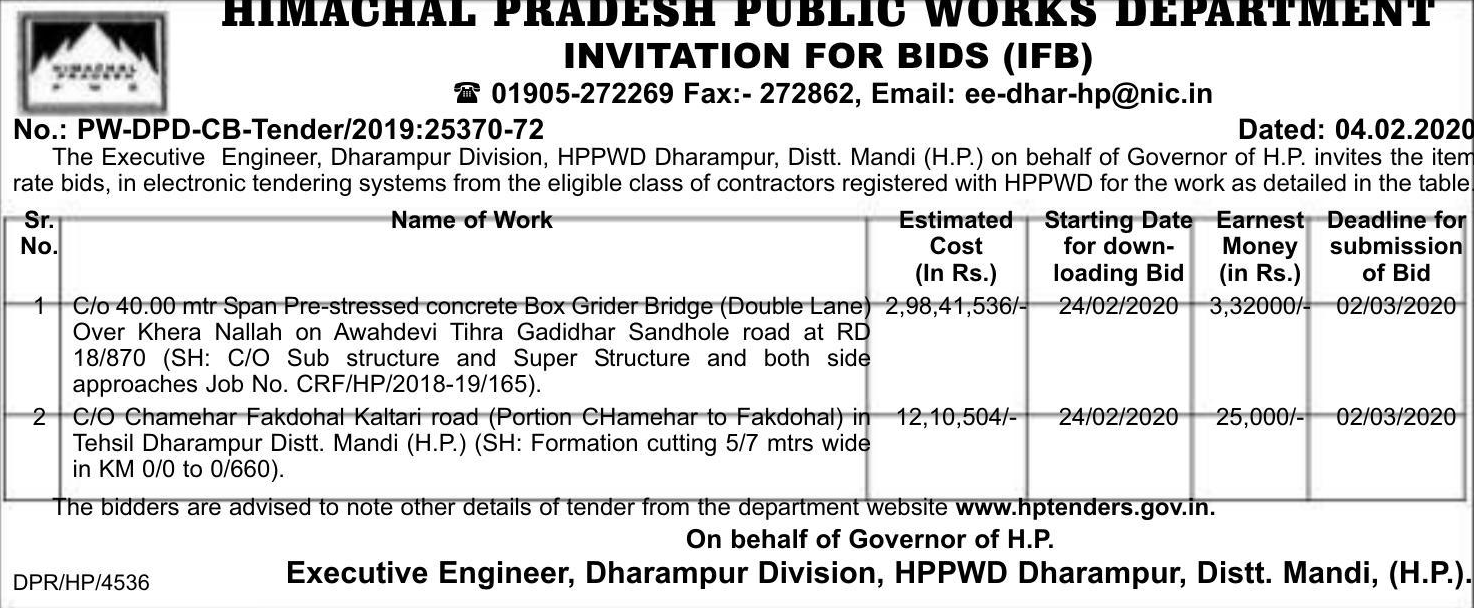 HIMACHAL PRADESH PUBLIC WORKS DEPARTMENT
INVITATION FOR BIDS (IFB)
HIMACHAL
PRADESH
P W D
☎ 01905-272269 Fax:- 272862, Email: ee-dhar-hp@nic.in
No.: PW-DPD-CB-Tender/2019:25370-72 Dated: 04.02.2020
The Executive Engineer, Dharampur Division, HPPWD Dharampur, Distt. Mandi (H.P.) on behalf of Governor of H.P. invites the item
rate bids, in electronic tendering systems from the eligible class of contractors registered with HPPWD for the work as detailed in the table.
Sr. Name of Work Estimated Starting Date Earnest Deadline for
No. Cost for down- Money submission
(In Rs.) loading Bid (in Rs.) of Bid
1 C/o 40.00 mtr Span Pre-stressed concrete Box Grider Bridge (Double Lane) 2,98,41,536/- 24/02/2020 3,32000/- 02/03/2020
Over Khera Nallah on Awahdevi Tihra Gadidhar Sandhole road at RD
18/870 (SH: C/O Sub structure and Super Structure and both side
approaches Job No. CRF/HP/2018-19/165).
2 C/O Chamehar Fakdohal Kaltari road (Portion CHamehar to Fakdohal) in 12,10,504/- 24/02/2020 25,000/- 02/03/2020
Tehsil Dharampur Distt. Mandi (H.P.) (SH: Formation cutting 5/7 mtrs wide
in KM 0/0 to 0/660).
The bidders are advised to note other details of tender from the department website www.hptenders.gov.in.
On behalf of Governor of H.P.
Executive Engineer, Dharampur Division, HPPWD Dharampur, Distt. Mandi, (H.P.).
DPR/HP/4536